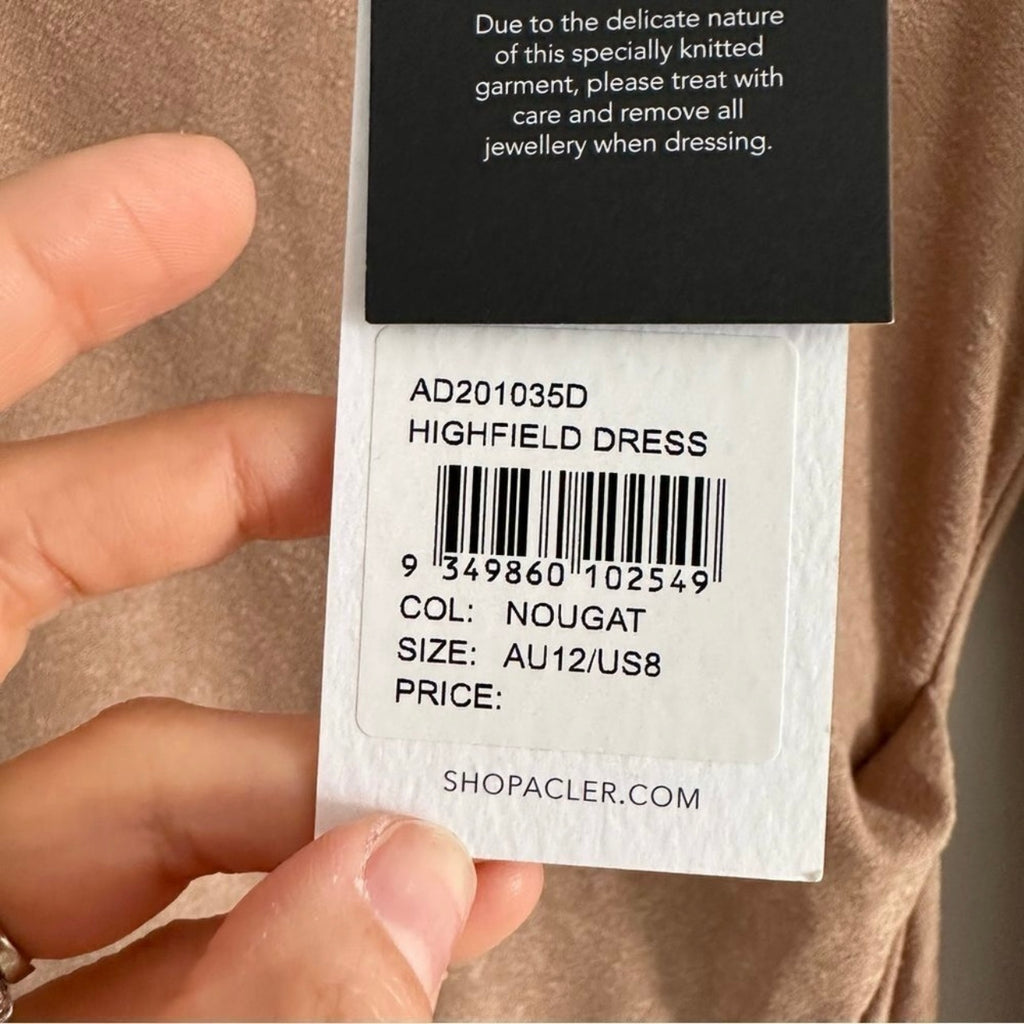 Due to the delicate nature
of this specially knitted
garment, please treat with
care and remove all
jewellery when dressing.
AD201035D
HIGHFIELD DRESS
9 349860 102549
COL: NOUGAT
SIZE: AU12/US8
PRICE:
SHOPACLER.COM